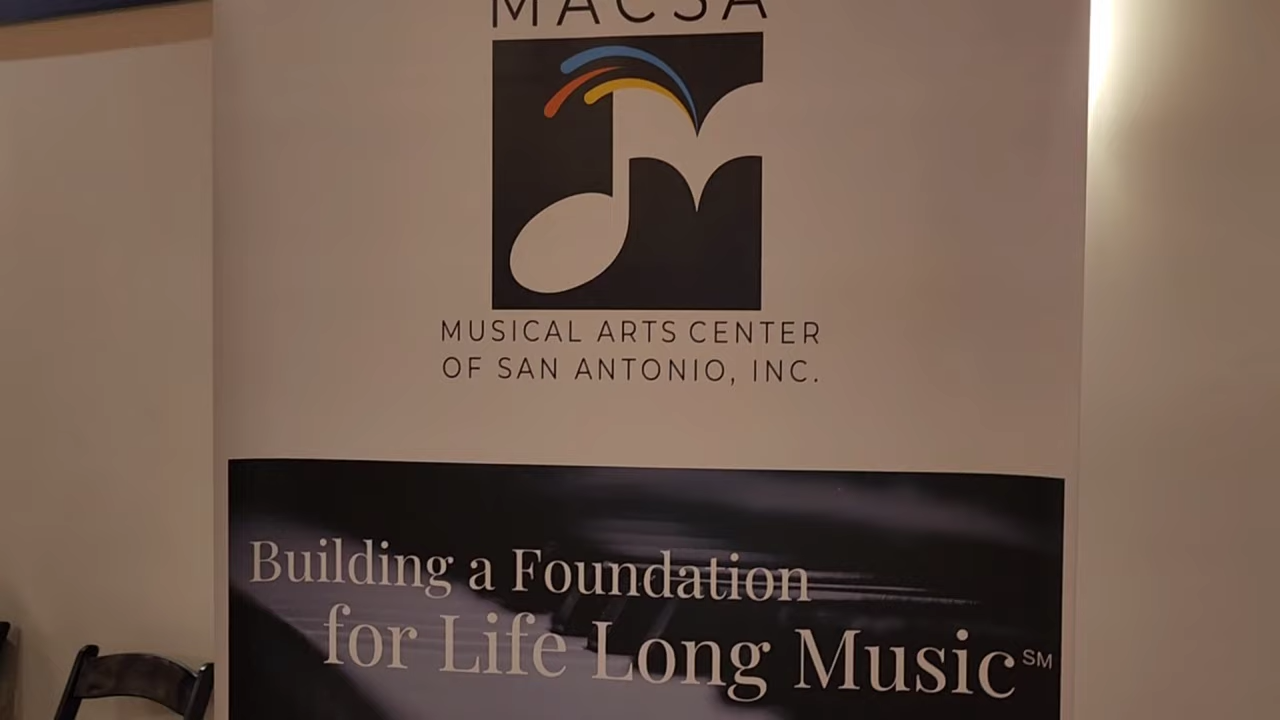 MACSA
MUSICAL ARTS CENTER
OF SAN ANTONIO, INC.
Building a Foundation
for Life Long Music℠